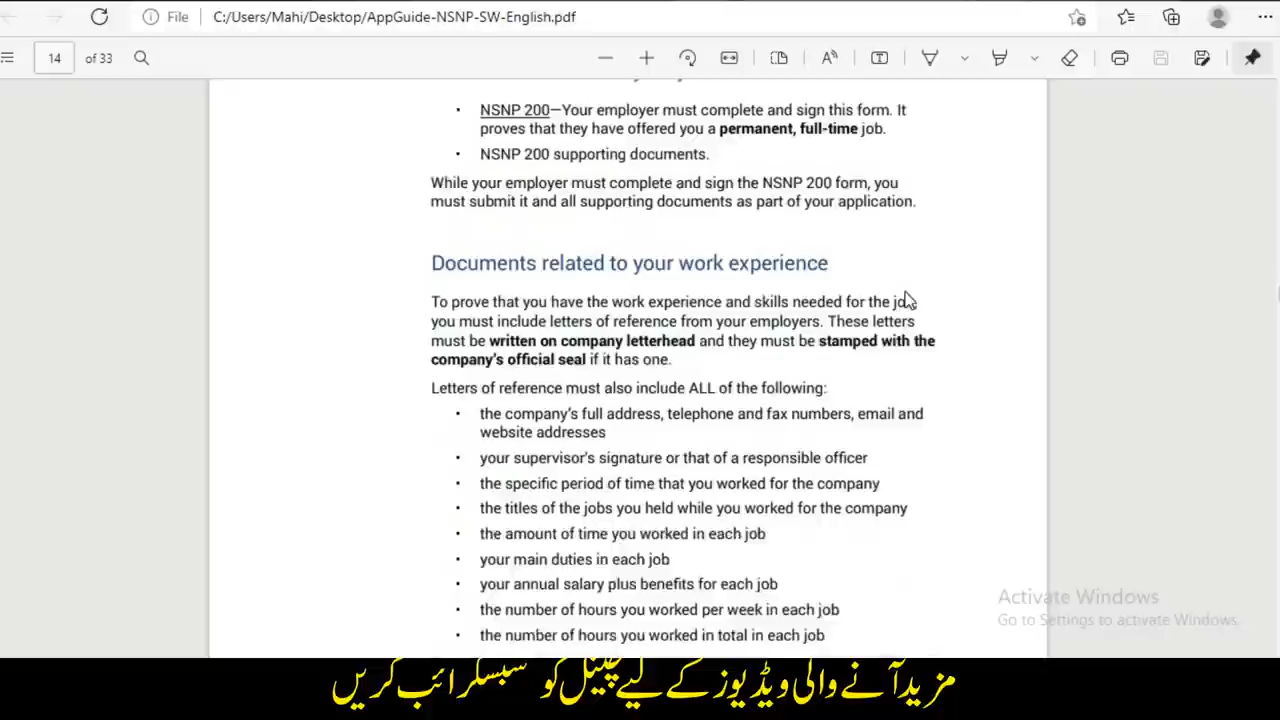 File
C:/Users/Mahi/Desktop/AppGuide-NSNP-SW-English.pdf
14 of 33
NSNP 200—Your employer must complete and sign this form. It
proves that they have offered you a permanent, full-time job.
NSNP 200 supporting documents.
While your employer must complete and sign the NSNP 200 form, you
must submit it and all supporting documents as part of your application.
Documents related to your work experience
To prove that you have the work experience and skills needed for the
you must include letters of reference from your employers. These letters
must be written on company letterhead and they must be stamped with the
company's official seal if it has one.
Letters of reference must also include ALL of the following:
the company's full address, telephone and fax numbers, email and
website addresses
your supervisor's signature or that of a responsible officer
the specific period of time that you worked for the company
the titles of the jobs you held while you worked for the company
the amount of time you worked in each job
your main duties in each job
your annual salary plus benefits for each job
the number of hours you worked per week in each job
the number of hours you worked in total in each job
Activate Windows
Go to Settings to activate Windows.
مزید آنے والی ویڈیوز کے لیے چینل کو سبسکرائب کریں